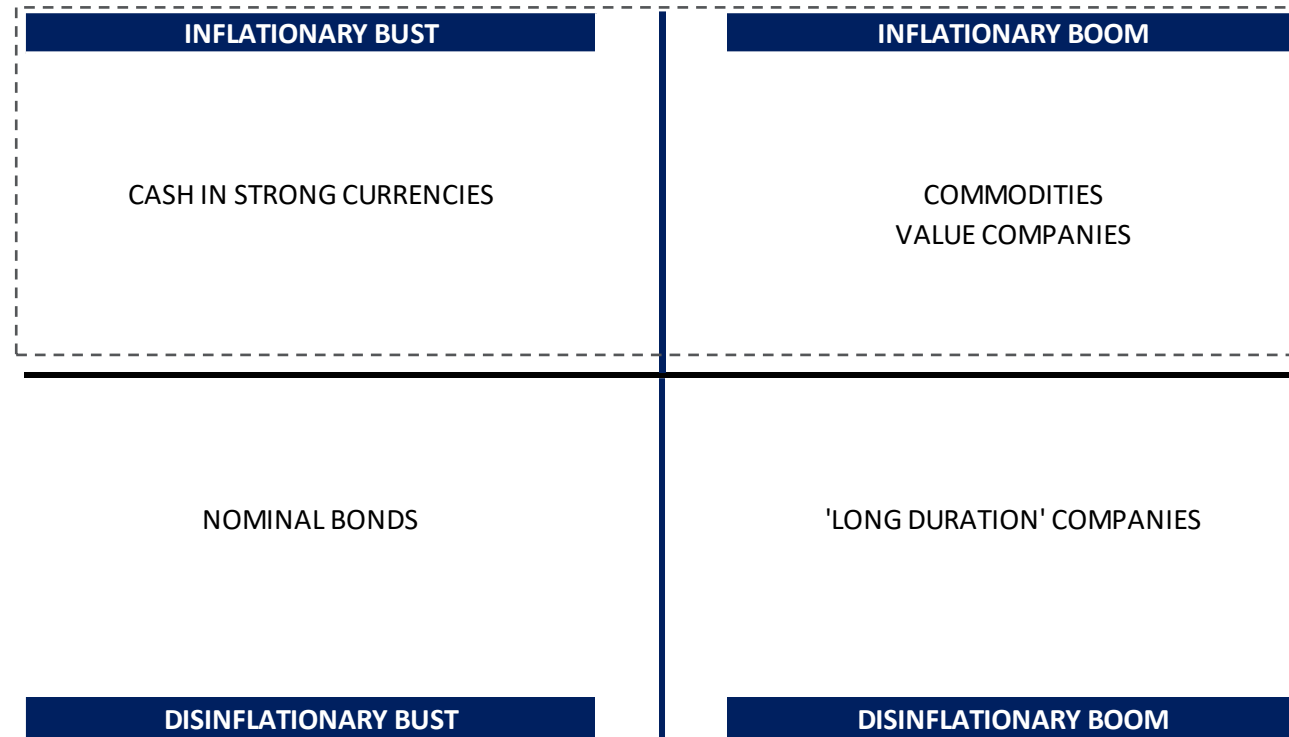 INFLATIONARY BUST
INFLATIONARY BOOM
CASH IN STRONG CURRENCIES
COMMODITIES
VALUE COMPANIES
NOMINAL BONDS
'LONG DURATION' COMPANIES
DISINFLATIONARY BUST
DISINFLATIONARY BOOM